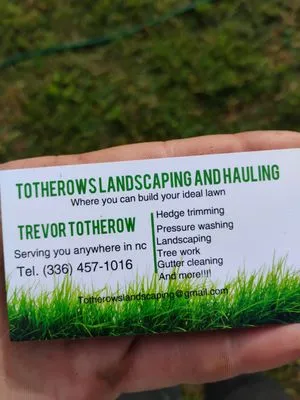 TOTHEROWS LANDSCAPING AND HAULING
Where you can build your ideal lawn
TREVOR TOTHEROW
Serving you anywhere in nc
Tel. (336) 457-1016
Hedge trimming
Pressure washing
Landscaping
Tree work
Gutter cleaning
And more!!!!
Totherowslandscaping@gmail.com